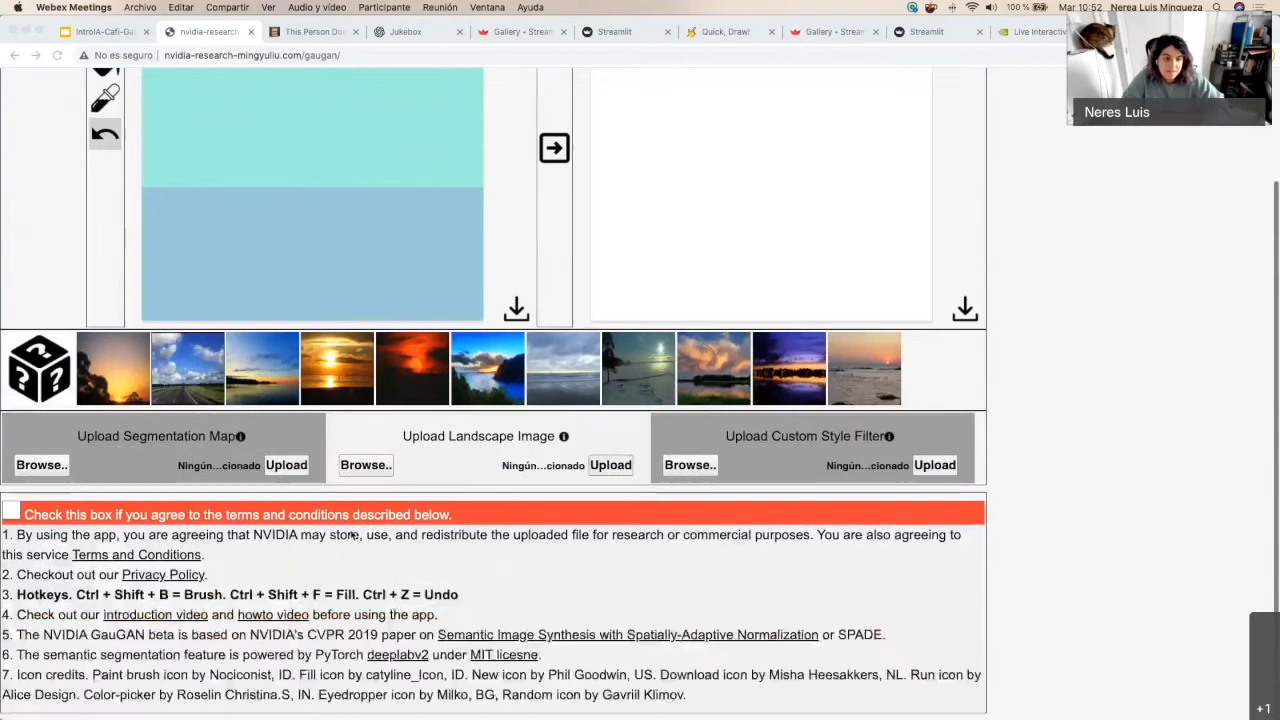 Webex Meetings Archivo Editar Compartir Ver Audio y vídeo Participante Reunión Ventana Ayuda 100 % Mar 10:52 Nerea Luis Mingueza
IntroIA-Cafi-Ga nvidia-research This Person Do Jukebox Gallery • Stream Streamlit Quick, Draw! Gallery • Stream Streamlit Live Interactiv
No es seguro nvidia-research-mingyuliu.com/gaugan/
Neres Luis
Upload Segmentation Map Upload Landscape Image Upload Custom Style Filter
Browse.. Ningún...cionado Upload Browse.. Ningún...cionado Upload Browse.. Ningún...cionado Upload
Check this box if you agree to the terms and conditions described below.
1. By using the app, you are agreeing that NVIDIA may store, use, and redistribute the uploaded file for research or commercial purposes. You are also agreeing to
this service Terms and Conditions.
2. Checkout out our Privacy Policy.
3. Hotkeys. Ctrl + Shift + B = Brush. Ctrl + Shift + F = Fill. Ctrl + Z = Undo
4. Check out our introduction video and howto video before using the app.
5. The NVIDIA GauGAN beta is based on NVIDIA's CVPR 2019 paper on Semantic Image Synthesis with Spatially-Adaptive Normalization or SPADE.
6. The semantic segmentation feature is powered by PyTorch deeplabv2 under MIT licesne.
7. Icon credits. Paint brush icon by Nociconist, ID. Fill icon by catyline_Icon, ID. New icon by Phil Goodwin, US. Download icon by Misha Heesakkers, NL. Run icon by
Alice Design. Color-picker by Roselin Christina.S, IN. Eyedropper icon by Milko, BG, Random icon by Gavriil Klimov.
+1